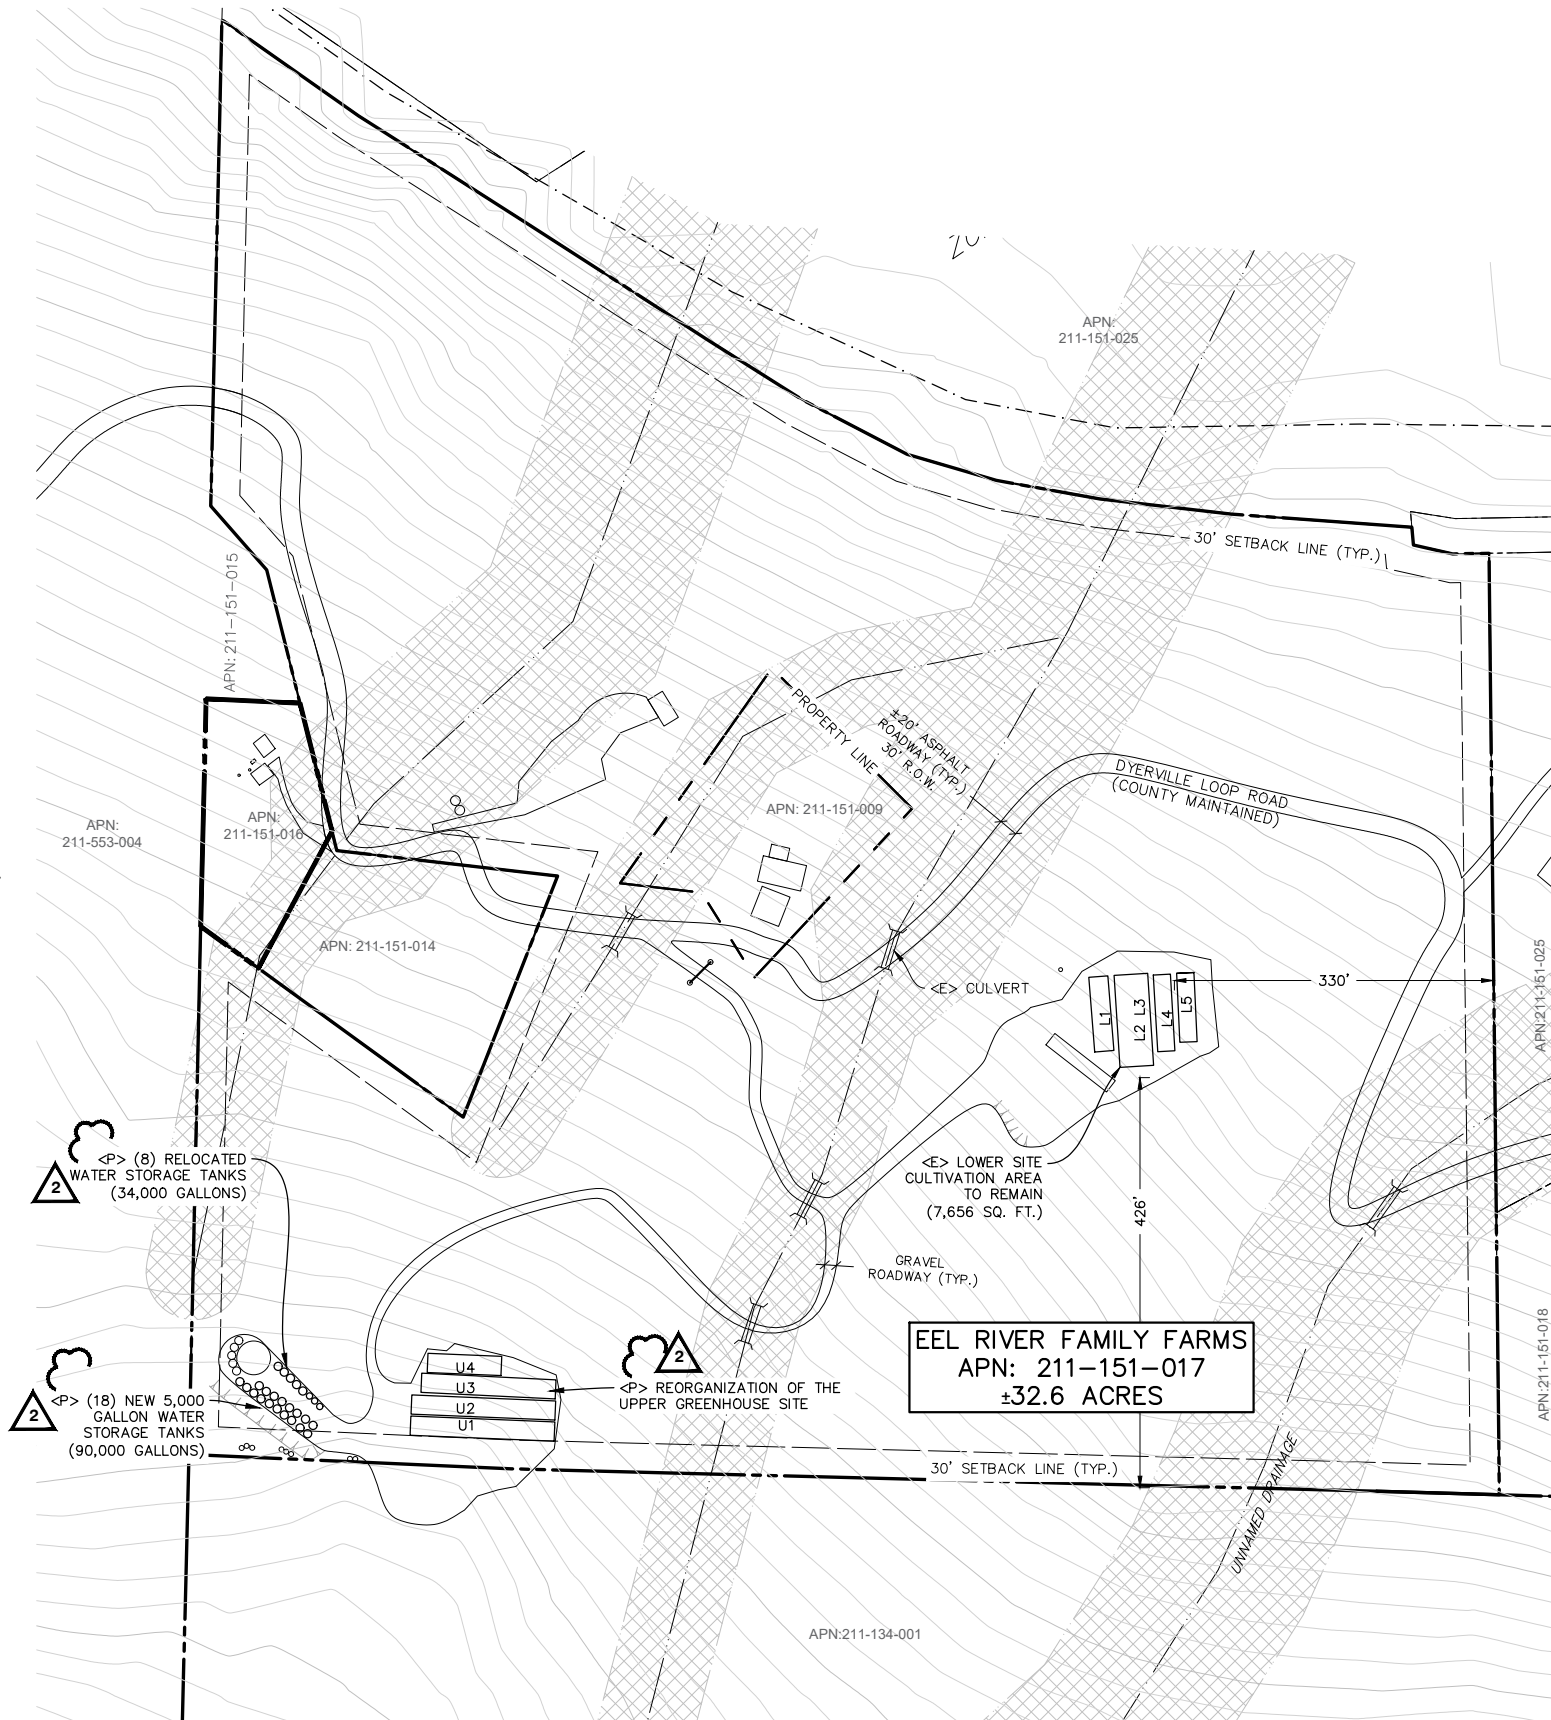 APN:
211-151-025
30' SETBACK LINE (TYP.)
APN: 211-151-015
PROPERTY LINE
±20' ASPHALT
ROADWAY (TYP.)
30' R.O.W.
DYERVILLE LOOP ROAD
(COUNTY MAINTAINED)
APN:
211-553-004
APN:
211-151-016
APN: 211-151-009
APN: 211-151-014
<E> CULVERT
330'
L1
L2 L3
L4
L5
APN:211-151-025
<P> (8) RELOCATED
WATER STORAGE TANKS
(34,000 GALLONS)
2
<E> LOWER SITE
CULTIVATION AREA
TO REMAIN
(7,656 SQ. FT.)
426'
GRAVEL
ROADWAY (TYP.)
EEL RIVER FAMILY FARMS
APN: 211-151-017
±32.6 ACRES
APN:211-151-018
2
<P> REORGANIZATION OF THE
UPPER GREENHOUSE SITE
U4
U3
U2
U1
2
<P> (18) NEW 5,000
GALLON WATER
STORAGE TANKS
(90,000 GALLONS)
30' SETBACK LINE (TYP.)
UNNAMED DRAINAGE
APN:211-134-001